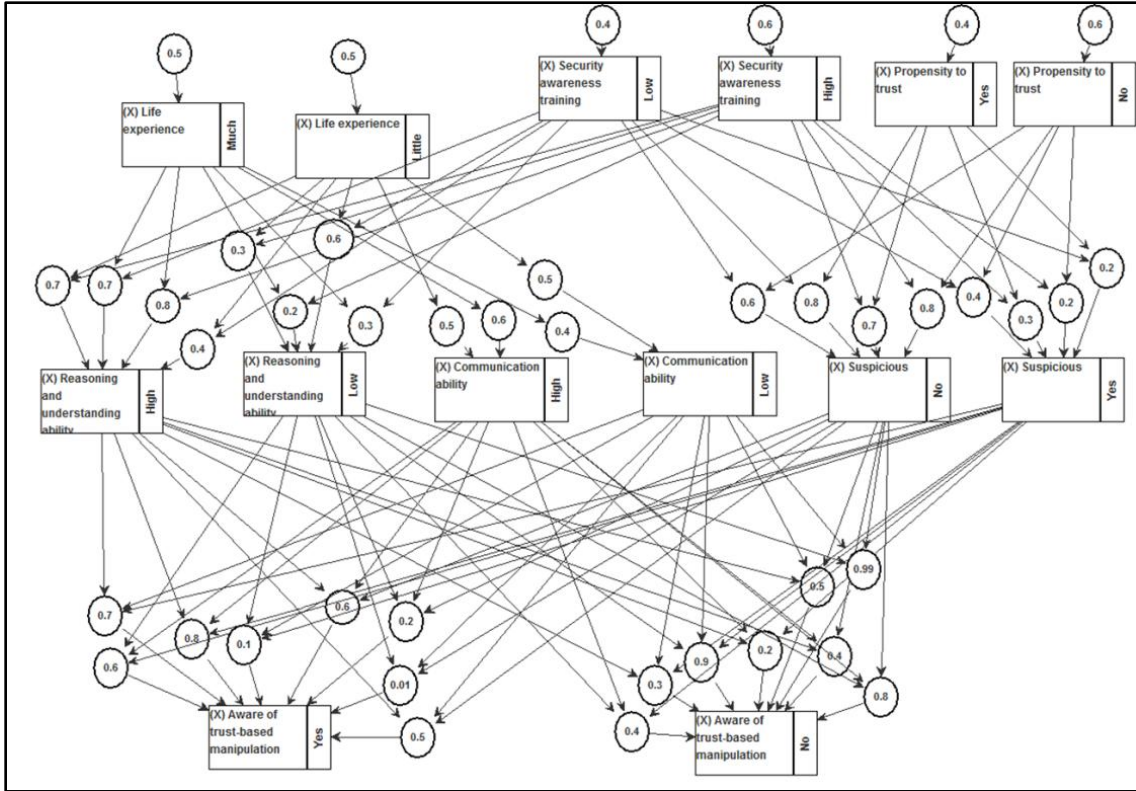 0.4
0.6
0.4
0.6
0.5
0.5
(X) Security
awareness
training
Low
(X) Security
awareness
training
High
(X) Propensity to
trust
Yes
(X) Propensity to
trust
No
(X) Life
experience
Much
(X) Life experience
Little
0.3
0.6
0.7
0.7
0.8
0.2
0.3
0.4
0.5
0.6
0.4
0.5
0.6
0.8
0.7
0.8
0.4
0.3
0.2
0.2
(X) Reasoning
and
understanding
ability
High
(X) Reasoning
and
understanding ability
Low
(X) Communication
ability
High
(X) Communication
ability
Low
(X) Suspicious
No
(X) Suspicious
Yes
0.7
0.6
0.8
0.1
0.6
0.2
0.01
0.5
0.5
0.99
0.9
0.2
0.4
0.3
0.8
0.4
(X) Aware of
trust-based
manipulation
Yes
(X) Aware of
trust-based
manipulation
No